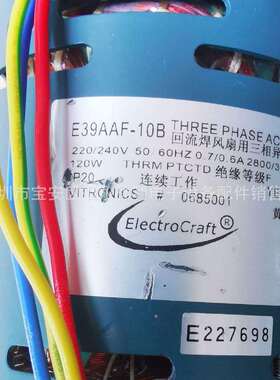 E39AAF-10B THREE PHASE AC
回流焊风扇用三相
220/240V 50 60HZ 0 7/0.6A 2800/3
120W THRM PTCTD 绝缘等级F
P20 连续工作
VITRONICS # 0685001
ElectroCraft®
E227698